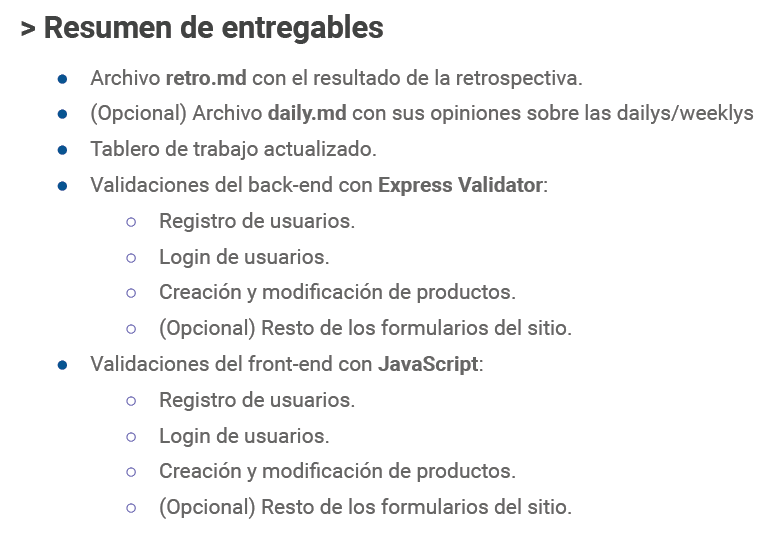 > Resumen de entregables
● Archivo retro.md con el resultado de la retrospectiva.
● (Opcional) Archivo daily.md con sus opiniones sobre las dailys/weeklys
● Tablero de trabajo actualizado.
● Validaciones del back-end con Express Validator:
○ Registro de usuarios.
○ Login de usuarios.
○ Creación y modificación de productos.
○ (Opcional) Resto de los formularios del sitio.
● Validaciones del front-end con JavaScript:
○ Registro de usuarios.
○ Login de usuarios.
○ Creación y modificación de productos.
○ (Opcional) Resto de los formularios del sitio.